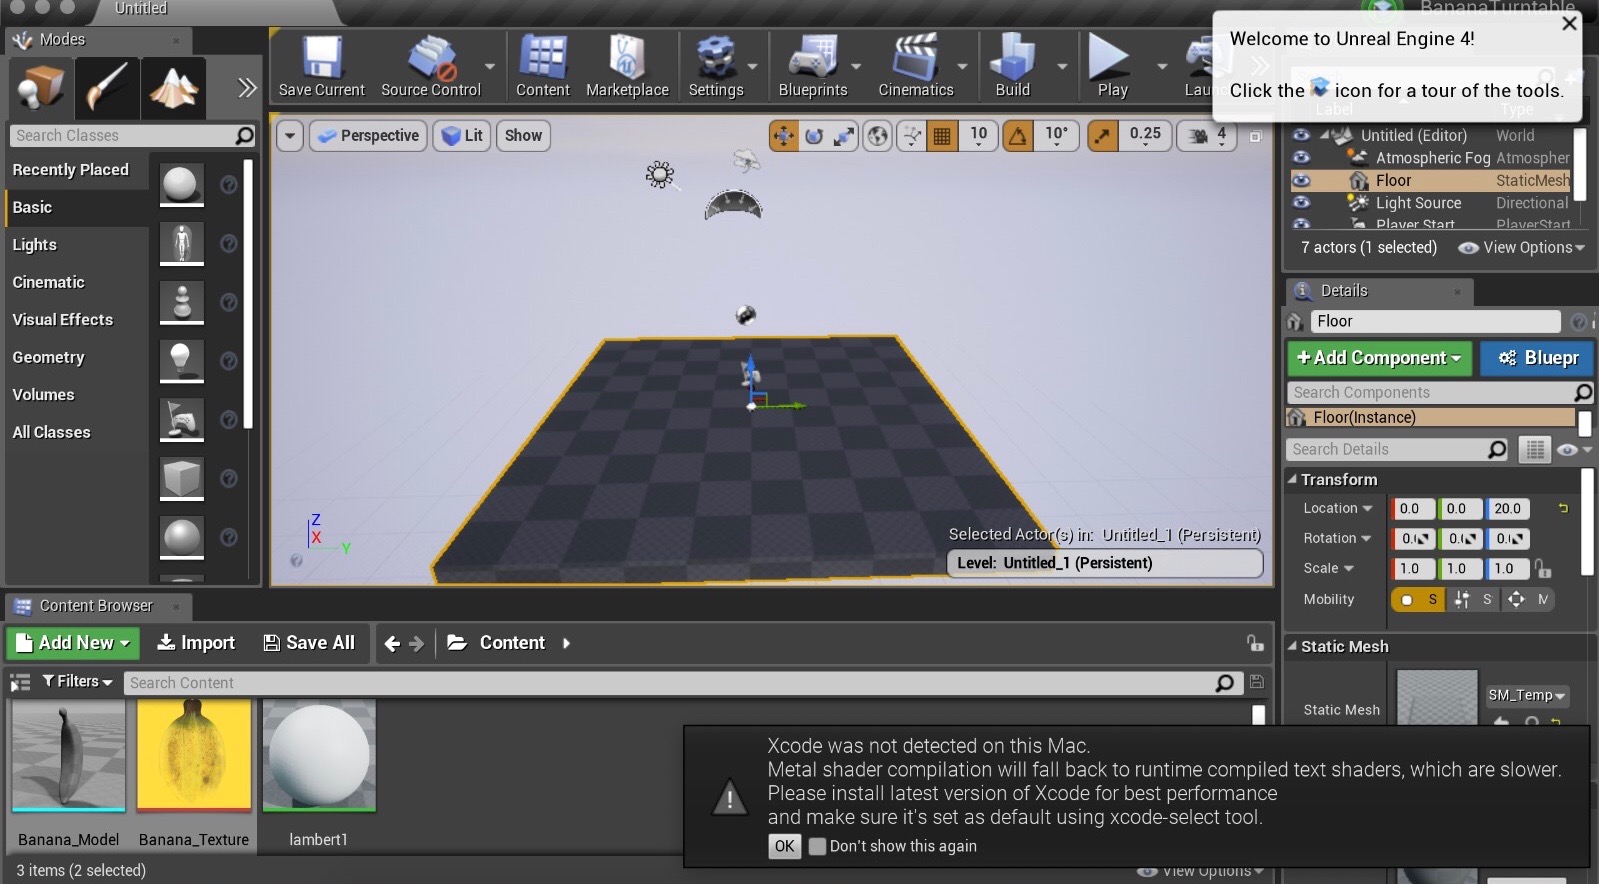 Untitled
BananaTurntable
Modes
Welcome to Unreal Engine 4!
Click the icon for a tour of the tools.
Save Current
Source Control
Content
Marketplace
Settings
Blueprints
Cinematics
Build
Play
Laun
Search Classes
Recently Placed
Basic
Lights
Cinematic
Visual Effects
Geometry
Volumes
All Classes
Perspective
Lit
Show
10
10°
0.25
4
Label
Type
Untitled (Editor) World
Atmospheric Fog Atmospher
Floor StaticMesh
Light Source Directional
Player Start PlayerStart
7 actors (1 selected)
View Options
Details
Floor
+Add Component
Bluepr
Search Components
Floor(Instance)
Search Details
Transform
Location 0.0 0.0 20.0
Rotation 0.( 0.( 0.(
Scale 1.0 1.0 1.0
Mobility S S M
Static Mesh
Static Mesh
SM_Temp
Z
X
Y
Selected Actor(s) in: Untitled_1 (Persistent)
Level: Untitled_1 (Persistent)
Content Browser
Add New
Import
Save All
Content
Filters
Search Content
Banana_Model
Banana_Texture
lambert1
3 items (2 selected)
Xcode was not detected on this Mac.
Metal shader compilation will fall back to runtime compiled text shaders, which are slower.
Please install latest version of Xcode for best performance
and make sure it's set as default using xcode-select tool.
OK
Don't show this again
View Options